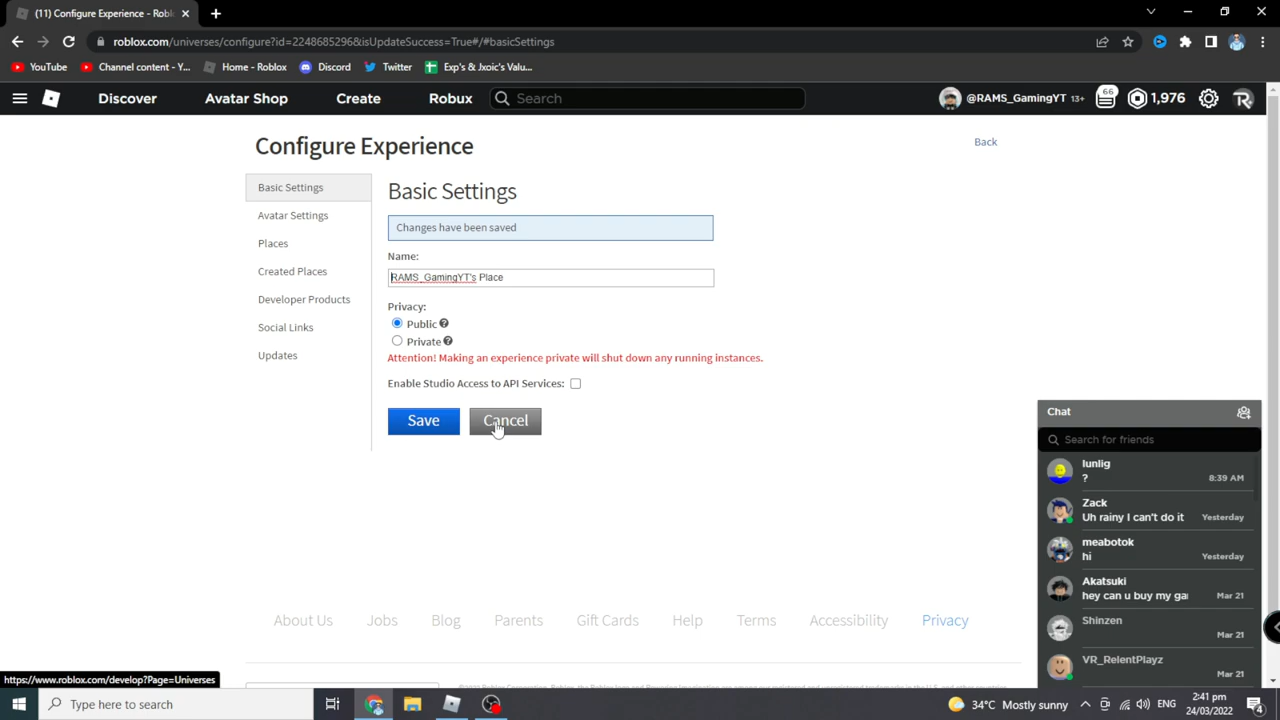 (11) Configure Experience - Robl
roblox.com/universes/configure?id=2248685296&isUpdateSuccess=True#/#basicSettings
YouTube
Channel content - Y...
Home - Roblox
Discord
Twitter
Exp's & Jxoic's Valu...
Discover
Avatar Shop
Create
Robux
Search
@RAMS_GamingYT 13+
66
1,976
Configure Experience
Back
Basic Settings
Avatar Settings
Places
Created Places
Developer Products
Social Links
Updates
Basic Settings
Changes have been saved
Name:
RAMS_GamingYT's Place
Privacy:
Public
Private
Attention! Making an experience private will shut down any running instances.
Enable Studio Access to API Services:
Save
Cancel
Chat
Search for friends
lunlig
?
8:39 AM
Zack
Uh rainy I can't do it
Yesterday
meabotok
hi
Yesterday
Akatsuki
hey can u buy my ga
Mar 21
Shinzen
Mar 21
VR_RelentPlayz
Mar 21
About Us
Jobs
Blog
Parents
Gift Cards
Help
Terms
Accessibility
Privacy
https://www.roblox.com/develop?Page=Universes
Type here to search
34°C Mostly sunny
ENG
2:41 pm
24/03/2022
4